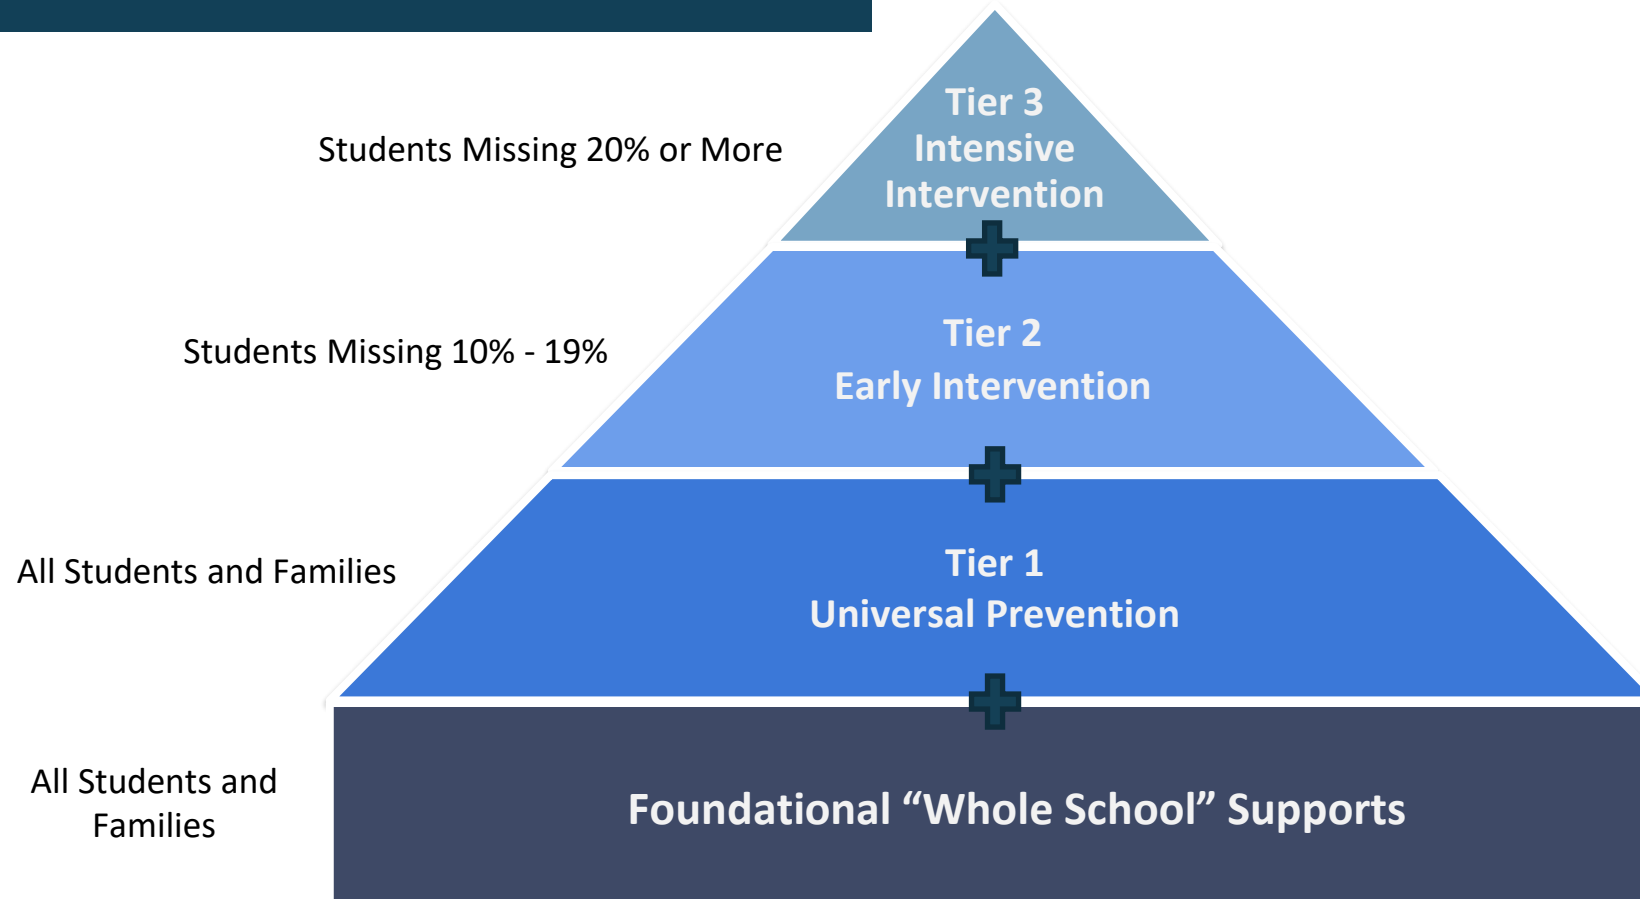 Tier 3
Intensive
Intervention
Students Missing 20% or More
Tier 2
Early Intervention
Students Missing 10% - 19%
Tier 1
Universal Prevention
All Students and Families
All Students and
Families
Foundational “Whole School” Supports